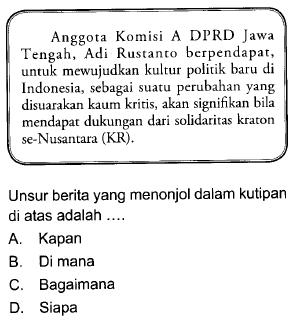 Anggota Komisi A DPRD Jawa
Tengah, Adi Rustanto berpendapat,
untuk mewujudkan kultur politik baru di
Indonesia, sebagai suatu perubahan yang
disuarakan kaum kritis, akan signifikan bila
mendapat dukungan dari solidaritas kraton
se-Nusantara (KR).
Unsur berita yang menonjol dalam kutipan
di atas adalah ....
A. Kapan
B. Di mana
C. Bagaimana
D. Siapa